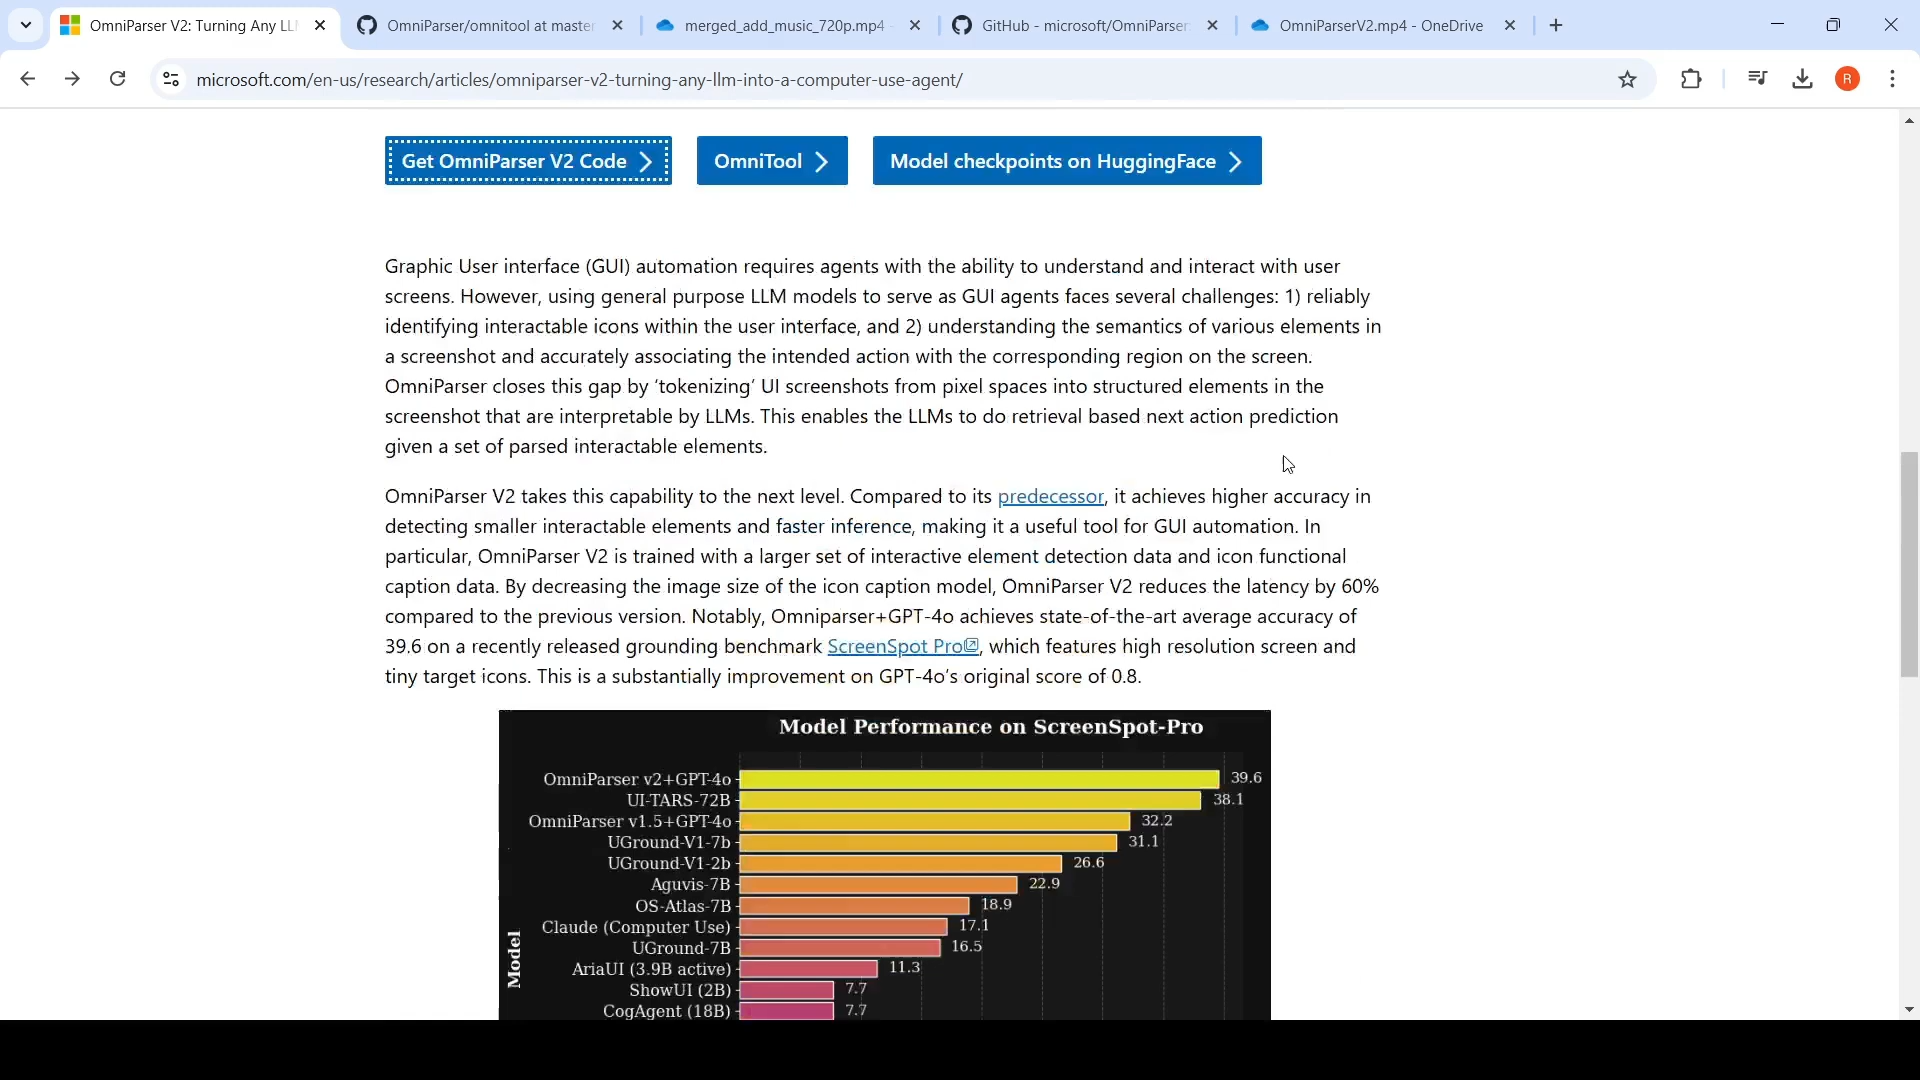 OmniParser V2: Turning Any LLM
OmniParser/omnitool at master
merged_add_music_720p.mp4 -
GitHub - microsoft/OmniParser:
OmniParserV2.mp4 - OneDrive
microsoft.com/en-us/research/articles/omniparser-v2-turning-any-llm-into-a-computer-use-agent/
R
Get OmniParser V2 Code
OmniTool
Model checkpoints on HuggingFace
Graphic User interface (GUI) automation requires agents with the ability to understand and interact with user
screens. However, using general purpose LLM models to serve as GUI agents faces several challenges: 1) reliably
identifying interactable icons within the user interface, and 2) understanding the semantics of various elements in
a screenshot and accurately associating the intended action with the corresponding region on the screen.
OmniParser closes this gap by ‘tokenizing’ UI screenshots from pixel spaces into structured elements in the
screenshot that are interpretable by LLMs. This enables the LLMs to do retrieval based next action prediction
given a set of parsed interactable elements.
OmniParser V2 takes this capability to the next level. Compared to its predecessor, it achieves higher accuracy in
detecting smaller interactable elements and faster inference, making it a useful tool for GUI automation. In
particular, OmniParser V2 is trained with a larger set of interactive element detection data and icon functional
caption data. By decreasing the image size of the icon caption model, OmniParser V2 reduces the latency by 60%
compared to the previous version. Notably, Omniparser+GPT-4o achieves state-of-the-art average accuracy of
39.6 on a recently released grounding benchmark ScreenSpot Pro, which features high resolution screen and
tiny target icons. This is a substantially improvement on GPT-4o’s original score of 0.8.
Model Performance on ScreenSpot-Pro
OmniParser v2+GPT-4o 39.6
UI-TARS-72B 38.1
OmniParser v1.5+GPT-4o 32.2
UGround-V1-7b 31.1
UGround-V1-2b 26.6
Aguvis-7B 22.9
OS-Atlas-7B 18.9
Claude (Computer Use) 17.1
UGround-7B 16.5
AriaUI (3.9B active) 11.3
ShowUI (2B) 7.7
CogAgent (18B) 7.7
Model